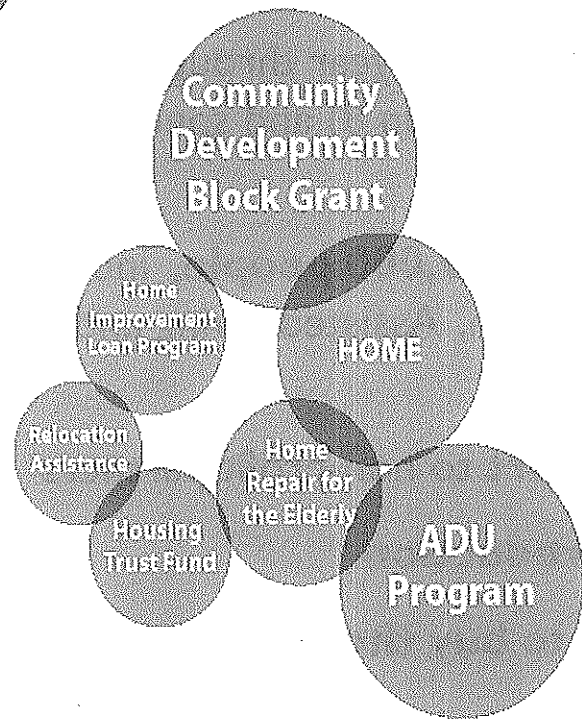 Community
Development
Block Grant
Home
Improvement
Loan Program
HOME
Relocation
Assistance
Home
Repair for
the Elderly
Housing
Trust Fund
ADU
Program